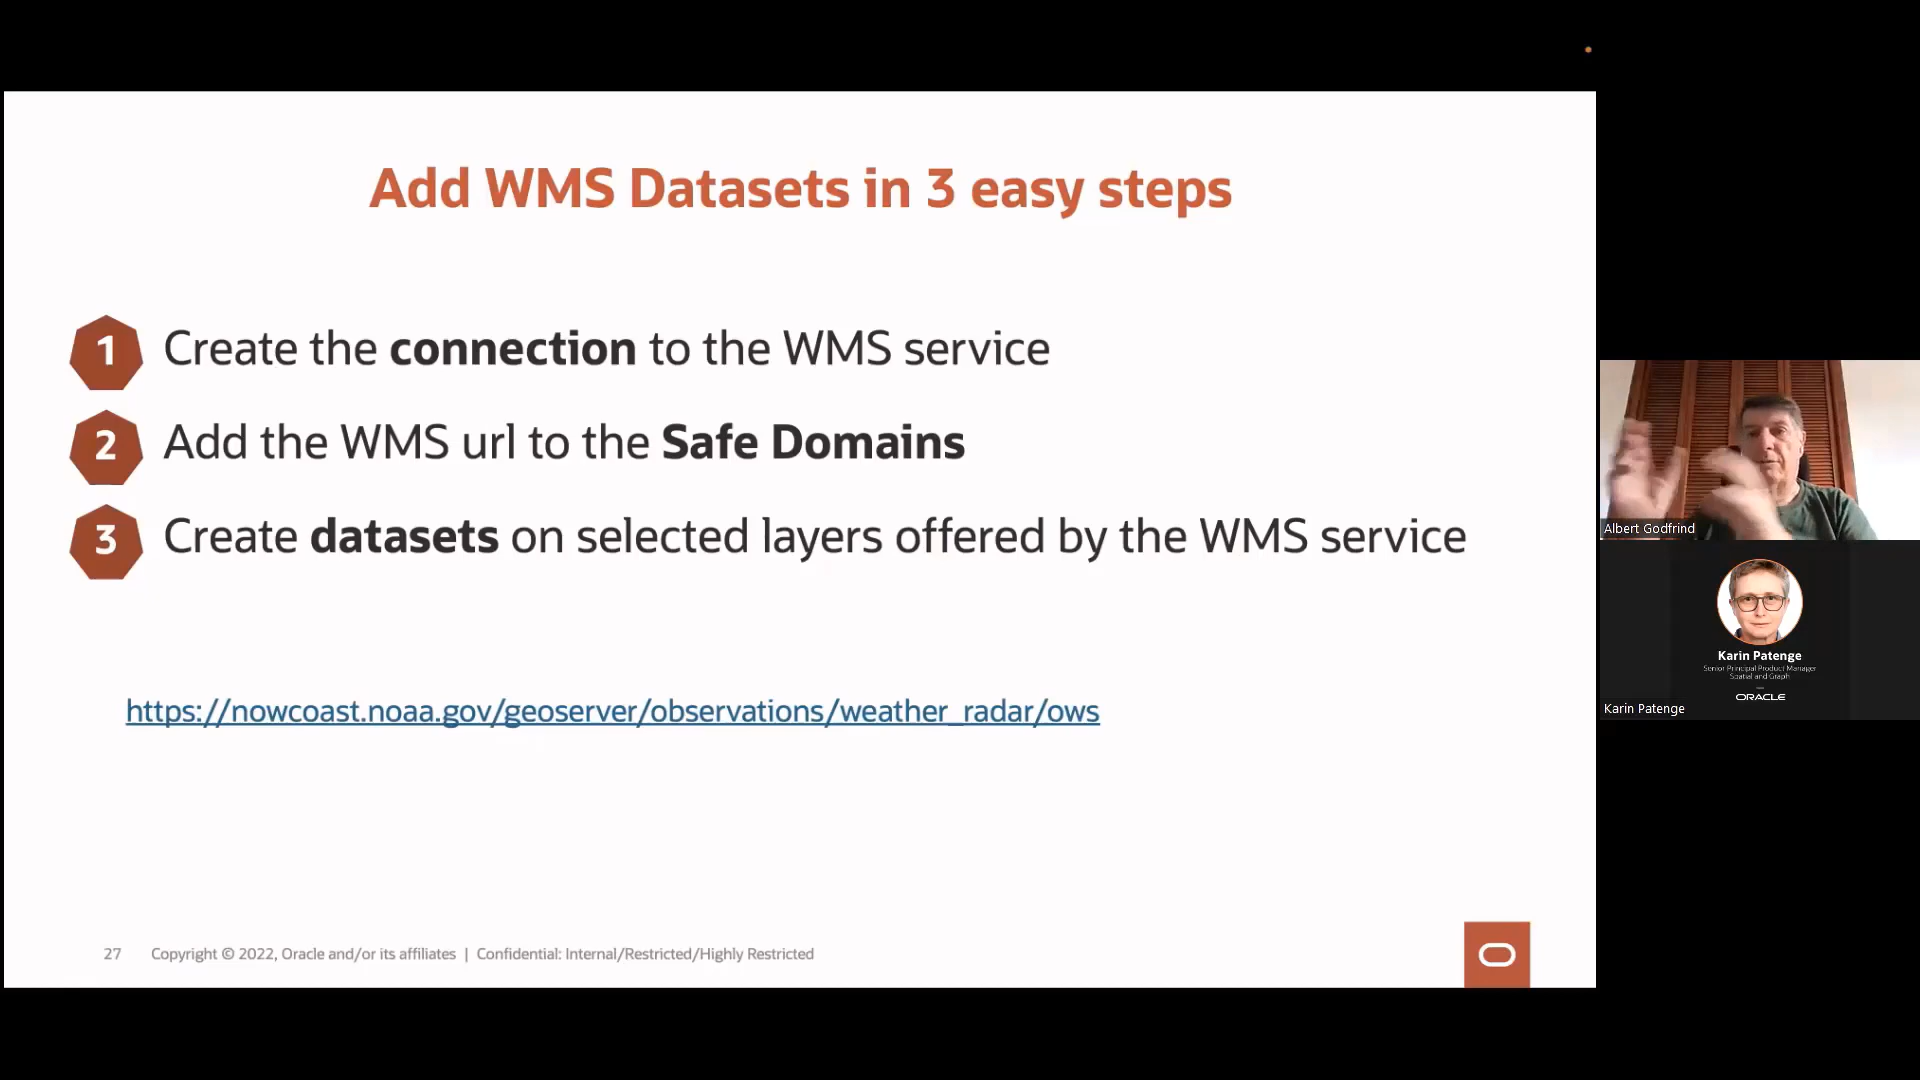 Add WMS Datasets in 3 easy steps
1 Create the connection to the WMS service
2 Add the WMS url to the Safe Domains
3 Create datasets on selected layers offered by the WMS service
https://nowcoast.noaa.gov/geoserver/observations/weather_radar/ows
27 Copyright © 2022, Oracle and/or its affiliates | Confidential: Internal/Restricted/Highly Restricted
Albert Godfrind
Karin Patenge
Senior Principal Product Manager
Spatial and Graph
ORACLE
Karin Patenge